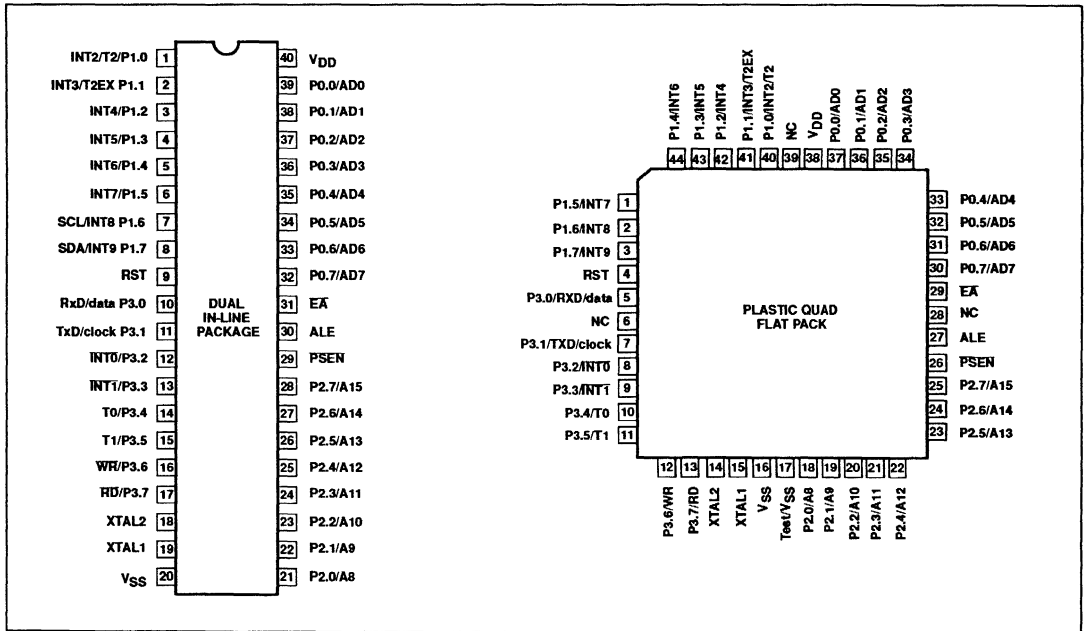 INT2/T2/P1.0 1
INT3/T2EX P1.1 2
INT4/P1.2 3
INT5/P1.3 4
INT6/P1.4 5
INT7/P1.5 6
SCL/INT8 P1.6 7
SDA/INT9 P1.7 8
RST 9
RxD/data P3.0 10
TxD/clock P3.1 11
INT0/P3.2 12
INT1/P3.3 13
T0/P3.4 14
T1/P3.5 15
WR/P3.6 16
RD/P3.7 17
XTAL2 18
XTAL1 19
VSS 20
DUAL
IN-LINE
PACKAGE
40 VDD
39 P0.0/AD0
38 P0.1/AD1
37 P0.2/AD2
36 P0.3/AD3
35 P0.4/AD4
34 P0.5/AD5
33 P0.6/AD6
32 P0.7/AD7
31 EA
30 ALE
29 PSEN
28 P2.7/A15
27 P2.6/A14
26 P2.5/A13
25 P2.4/A12
24 P2.3/A11
23 P2.2/A10
22 P2.1/A9
21 P2.0/A8
P1.4/INT6 44
P1.3/INT5 43
P1.2/INT4 42
P1.1/INT3/T2EX 41
P1.0/INT2/T2 40
NC 39
VDD 38
P0.0/AD0 37
P0.1/AD1 36
P0.2/AD2 35
P0.3/AD3 34
P1.5/INT7 1
P1.6/INT8 2
P1.7/INT9 3
RST 4
P3.0/RXD/data 5
NC 6
P3.1/TXD/clock 7
P3.2/INT0 8
P3.3/INT1 9
P3.4/T0 10
P3.5/T1 11
PLASTIC QUAD
FLAT PACK
33 P0.4/AD4
32 P0.5/AD5
31 P0.6/AD6
30 P0.7/AD7
29 EA
28 NC
27 ALE
26 PSEN
25 P2.7/A15
24 P2.6/A14
23 P2.5/A13
12 P3.6/WR
13 P3.7/RD
14 XTAL2
15 XTAL1
16 VSS
17 Test/VSS
18 P2.0/A8
19 P2.1/A9
20 P2.2/A10
21 P2.3/A11
22 P2.4/A12